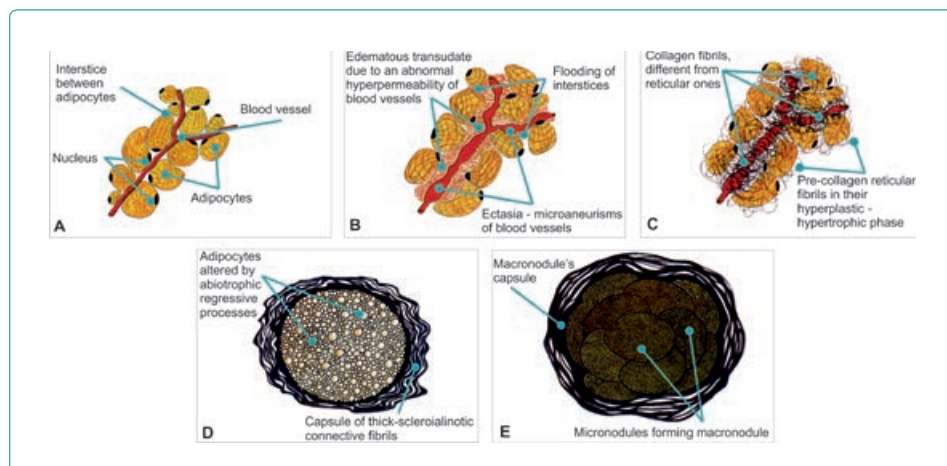 Interstice
between
adipocytes
Blood vessel
Nucleus
Adipocytes
A
Edematous transudate
due to an abnormal
hyperpermeability of
blood vessels
Flooding of
interstices
Ectasia - microaneurisms
of blood vessels
B
Collagen fibrils,
different from
reticular ones
Pre-collagen reticular
fibrils in their
hyperplastic -
hypertrophic phase
C
Adipocytes
altered by
abiotrophic
regressive
processes
Capsule of thick-scleroialinotic
connective fibrils
D
Macronodule's
capsule
Micronodules forming macronodule
E